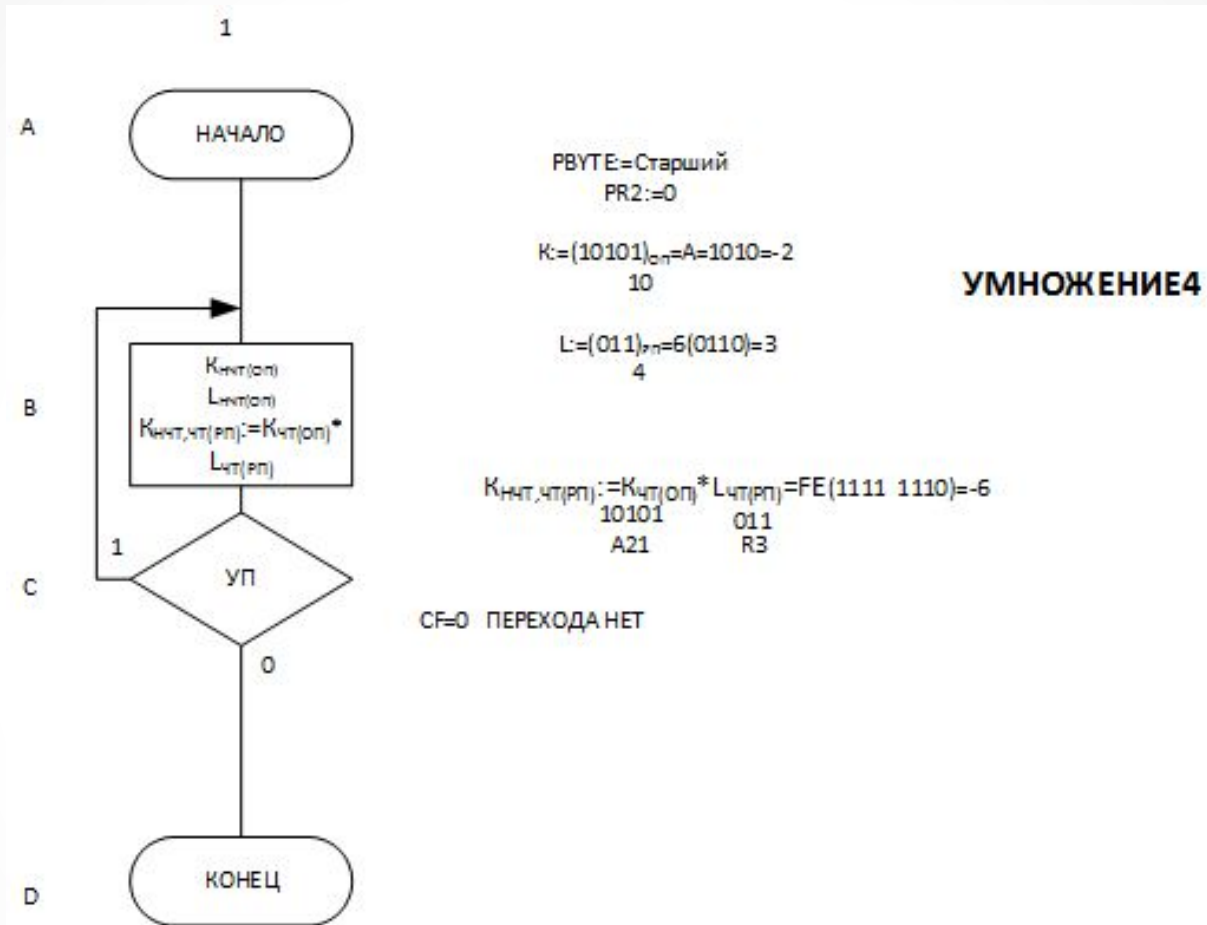 1
A
НАЧАЛО
PBYTE:=Старший
PR2:=0
K:=(10101)оп=A=1010=-2
10
УМНОЖЕНИЕ4
L:=(011)рп=6(0110)=3
4
B
Kнчт(оп)
Lнчт(оп)
Kнчт,чт(рп):=Kчт(оп)*
Lчт(рп)
Kнчт,чт(рп):=Kчт(оп)*Lчт(рп)=FE(1111 1110)=-6
10101 011
A21 R3
1
УП
C
CF=0 ПЕРЕХОДА НЕТ
0
КОНЕЦ
D